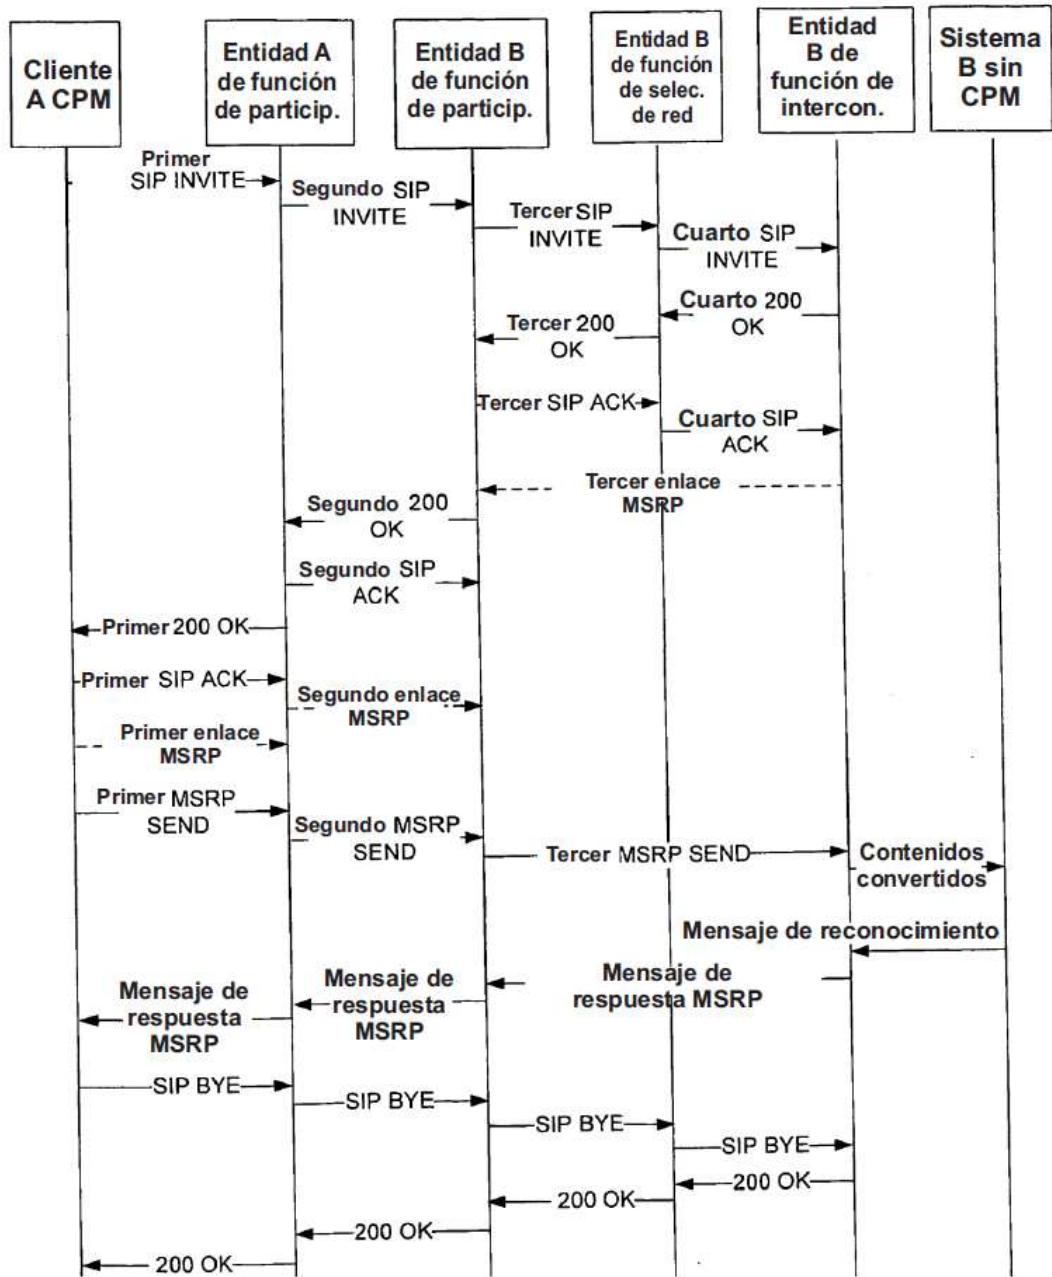 Cliente
A CPM
Entidad A
de función
de particip.
Entidad B
de función
de particip.
Entidad B
de función
de selec.
de red
Entidad
B de
función de
intercon.
Sistema
B sin
CPM
Primer
SIP INVITE
Segundo SIP
INVITE
Tercer SIP
INVITE
Cuarto SIP
INVITE
Cuarto 200
OK
Tercer 200
OK
Tercer SIP ACK
Cuarto SIP
ACK
Tercer enlace
MSRP
Segundo 200
OK
Segundo SIP
ACK
Primer 200 OK
Primer SIP ACK
Segundo enlace
MSRP
Primer enlace
MSRP
Primer MSRP
SEND
Segundo MSRP
SEND
Tercer MSRP SEND
Contenidos
convertidos
Mensaje de reconocimiento
Mensaje de
respuesta MSRP
Mensaje de
respuesta
MSRP
Mensaje de
respuesta
MSRP
SIP BYE
SIP BYE
SIP BYE
SIP BYE
200 OK
200 OK
200 OK
200 OK